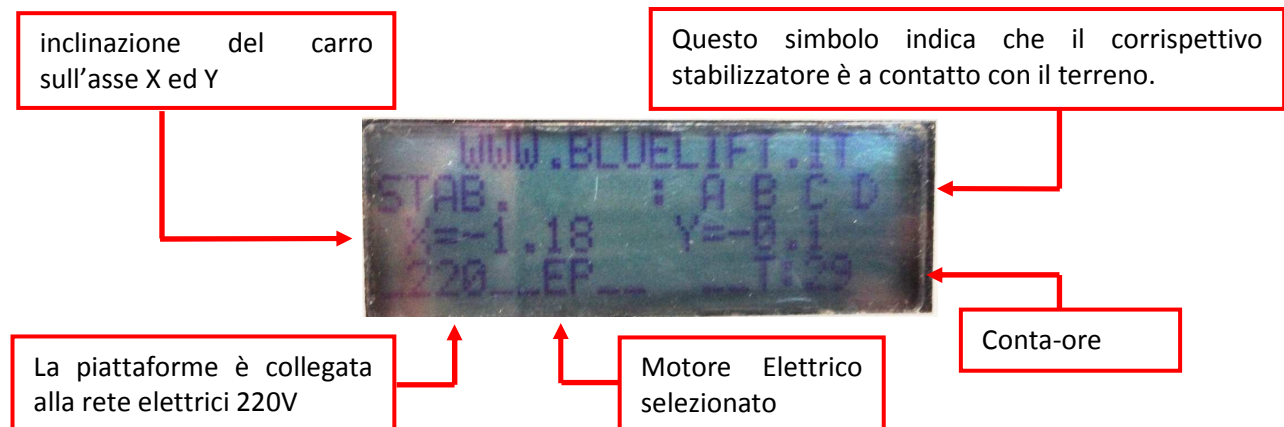 inclinazione del carro
sull'asse X ed Y
Questo simbolo indica che il corrispettivo
stabilizzatore è a contatto con il terreno.
WWW.BLUELIFT.IT
STAB. : A B C D
X=-1.18 Y=-0.1
_220__EP__ __T:29
Conta-ore
La piattaforme è collegata
alla rete elettrici 220V
Motore Elettrico
selezionato